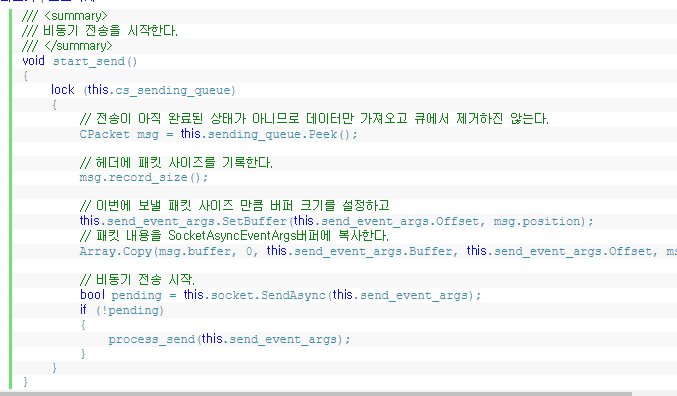 /// <summary>
/// 비동기 전송을 시작한다.
/// </summary>
void start_send()
{
lock (this.cs_sending_queue)
{
// 전송이 아직 완료된 상태가 아니므로 데이터만 가져오고 큐에서 제거하진 않는다.
CPacket msg = this.sending_queue.Peek();
// 헤더에 패킷 사이즈를 기록한다.
msg.record_size();
// 이번에 보낼 패킷 사이즈 만큼 버퍼 크기를 설정하고
this.send_event_args.SetBuffer(this.send_event_args.Offset, msg.position);
// 패킷 내용을 SocketAsyncEventArgs버퍼에 복사한다.
Array.Copy(msg.buffer, 0, this.send_event_args.Buffer, this.send_event_args.Offset,
// 비동기 전송 시작.
bool pending = this.socket.SendAsync(this.send_event_args);
if (!pending)
{
process_send(this.send_event_args);
}
}
}